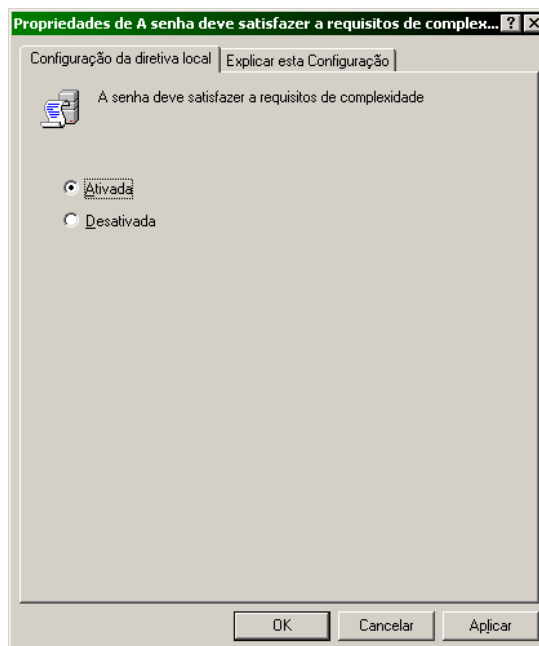 Propriedades de A senha deve satisfazer a requisitos de complex...
Configuração da diretiva local
Explicar esta Configuração
A senha deve satisfazer a requisitos de complexidade
Ativada
Desativada
OK
Cancelar
Aplicar